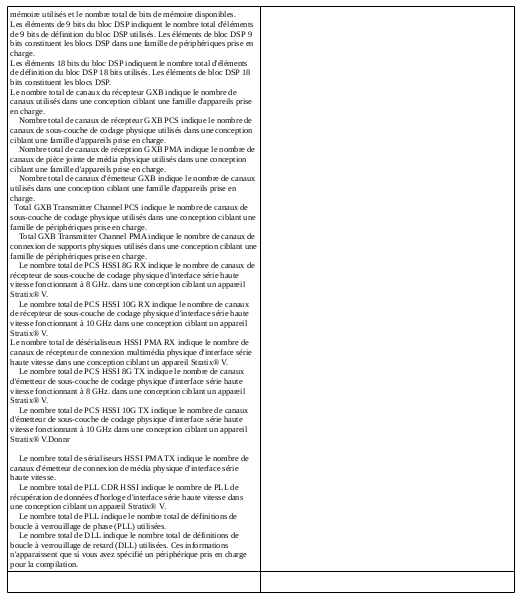 mémoire utilisés et le nombre total de bits de mémoire disponibles.
Les éléments de 9 bits du bloc DSP indiquent le nombre total d'éléments
de 9 bits de définition du bloc DSP utilisés. Les éléments de bloc DSP 9
bits constituent les blocs DSP dans une famille de périphériques prise en
charge.
Les éléments 18 bits du bloc DSP indiquent le nombre total d'éléments
de définition du bloc DSP 18 bits utilisés. Les éléments de bloc DSP 18
bits constituent les blocs DSP.
Le nombre total de canaux du récepteur GXB indique le nombre de
canaux utilisés dans une conception ciblant une famille d'appareils prise
en charge.
Nombre total de canaux de récepteur GXB PCS indique le nombre de
canaux de sous-couche de codage physique utilisés dans une conception
ciblant une famille d'appareils prise en charge.
Nombre total de canaux de réception GXB PMA indique le nombre de
canaux de pièce jointe de média physique utilisés dans une conception
ciblant une famille d'appareils prise en charge.
Nombre total de canaux d'émetteur GXB indique le nombre de canaux
utilisés dans une conception ciblant une famille d'appareils prise en
charge.
Total GXB Transmitter Channel PCS indique le nombre de canaux de
sous-couche de codage physique utilisés dans une conception ciblant une
famille de périphériques prise en charge.
Total GXB Transmitter Channel PMA indique le nombre de canaux de
connexion de supports physiques utilisés dans une conception ciblant une
famille de périphériques prise en charge.
Le nombre total de PCS HSSI 8G RX indique le nombre de canaux de
récepteur de sous-couche de codage physique d'interface série haute
vitesse fonctionnant à 8 GHz. dans une conception ciblant un appareil
Stratix® V.
Le nombre total de PCS HSSI 10G RX indique le nombre de canaux
de récepteur de sous-couche de codage physique d'interface série haute
vitesse fonctionnant à 10 GHz dans une conception ciblant un appareil
Stratix® V.
Le nombre total de désérialiseurs HSSI PMA RX indique le nombre de
canaux de récepteur de connexion multimédia physique d'interface série
haute vitesse dans une conception ciblant un appareil Stratix® V.
Le nombre total de PCS HSSI 8G TX indique le nombre de canaux
d'émetteur de sous-couche de codage physique d'interface série haute
vitesse fonctionnant à 8 GHz. dans une conception ciblant un appareil
Stratix® V.
Le nombre total de PCS HSSI 10G TX indique le nombre de canaux
d'émetteur de sous-couche de codage physique d'interface série haute
vitesse fonctionnant à 10 GHz dans une conception ciblant un appareil
Stratix® V.Donnr
Le nombre total de sérialiseurs HSSI PMA TX indique le nombre de
canaux d'émetteur de connexion de média physique d'interface série
haute vitesse.
Le nombre total de PLL CDR HSSI indique le nombre de PLL de
récupération de données d'horloge d'interface série haute vitesse dans
une conception ciblant un appareil Stratix® V.
Le nombre total de PLL indique le nombre total de définitions de
boucle à verrouillage de phase (PLL) utilisées.
Le nombre total de DLL indique le nombre total de définitions de
boucle à verrouillage de retard (DLL) utilisées. Ces informations
n'apparaissent que si vous avez spécifié un périphérique pris en charge
pour la compilation.